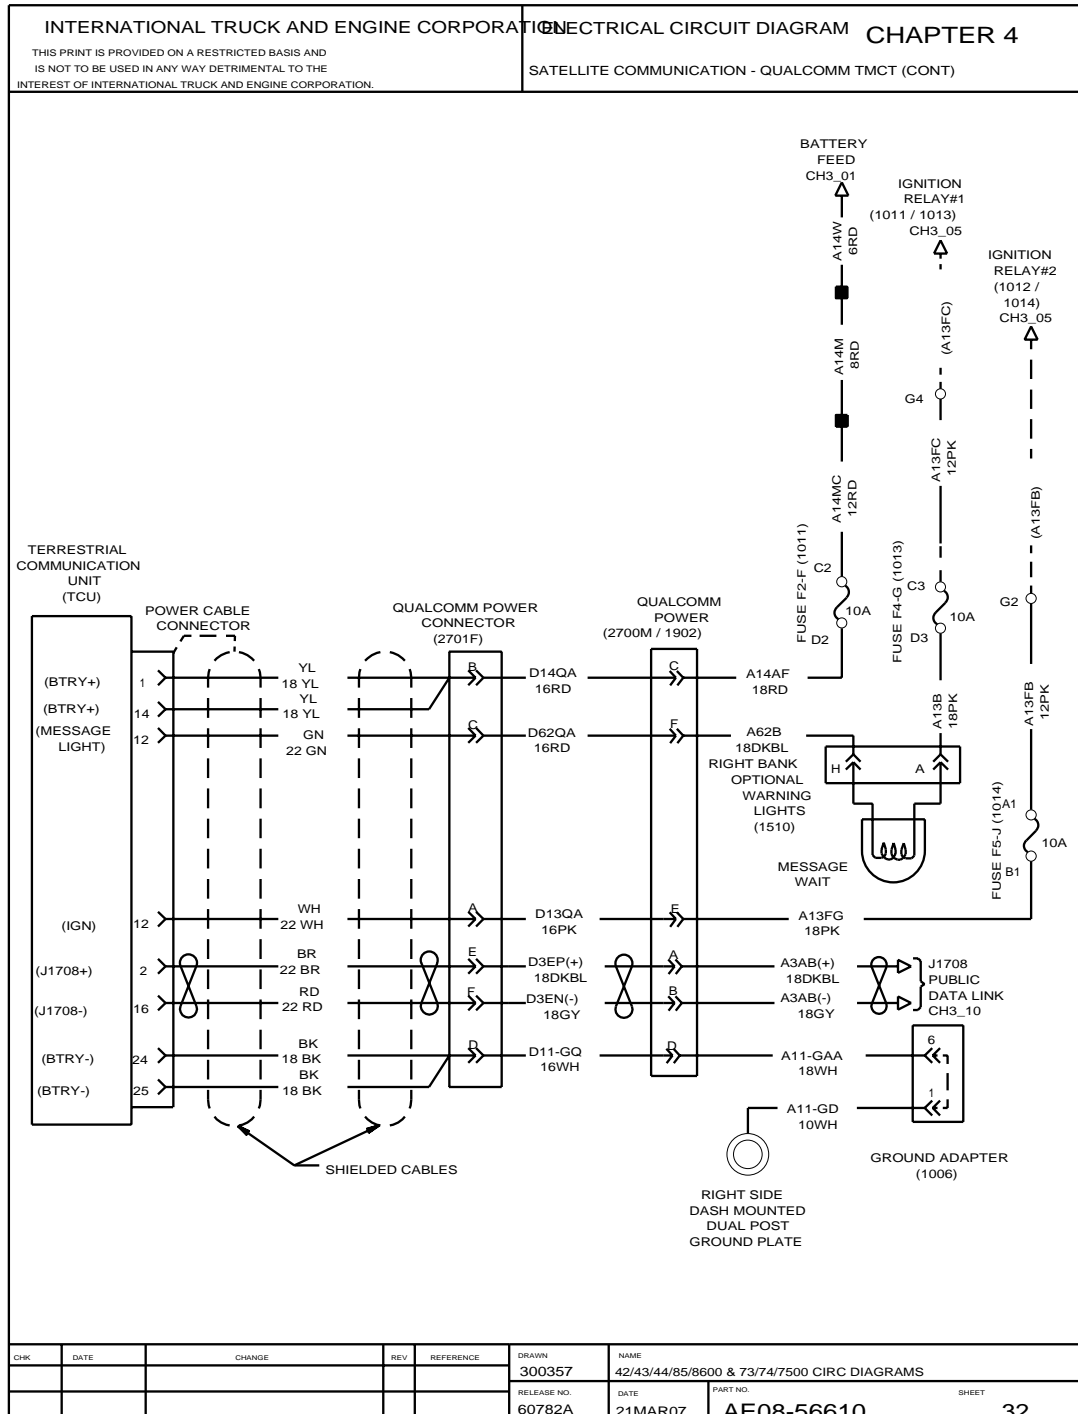 INTERNATIONAL TRUCK AND ENGINE CORPORATION
THIS PRINT IS PROVIDED ON A RESTRICTED BASIS AND
IS NOT TO BE USED IN ANY WAY DETRIMENTAL TO THE
INTEREST OF INTERNATIONAL TRUCK AND ENGINE CORPORATION.
ELECTRICAL CIRCUIT DIAGRAM
CHAPTER 4
SATELLITE COMMUNICATION - QUALCOMM TMCT (CONT)
BATTERY
FEED
CH3_01
IGNITION
RELAY#1
(1011 / 1013)
CH3_05
IGNITION
RELAY#2
(1012 /
1014)
CH3_05
A14W
6RD
A14M
8RD
A14MC
12RD
(A13FC)
G4
A13FC
12PK
(A13FB)
G2
A13FB
12PK
FUSE F2-F (1011)
C2
10A
D2
FUSE F4-G (1013)
C3
10A
D3
A13B
18PK
FUSE F5-J (1014)
A1
10A
B1
TERRESTRIAL
COMMUNICATION
UNIT
(TCU)
POWER CABLE
CONNECTOR
QUALCOMM POWER
CONNECTOR
(2701F)
QUALCOMM
POWER
(2700M / 1902)
(BTRY+)
1
YL
18 YL
B
D14QA
16RD
C
A14AF
18RD
(BTRY+)
14
YL
18 YL
(MESSAGE
LIGHT)
12
GN
22 GN
C
D62QA
16RD
F
A62B
18DKBL
RIGHT BANK
OPTIONAL
WARNING
LIGHTS
(1510)
H
A
MESSAGE
WAIT
(IGN)
12
WH
22 WH
A
D13QA
16PK
E
A13FG
18PK
(J1708+)
2
BR
22 BR
E
D3EP(+)
18DKBL
A
A3AB(+)
18DKBL
J1708
PUBLIC
DATA LINK
CH3_10
(J1708-)
16
RD
22 RD
F
D3EN(-)
18GY
B
A3AB(-)
18GY
(BTRY-)
24
BK
18 BK
D
D11-GQ
16WH
D
A11-GAA
18WH
6
(BTRY-)
25
BK
18 BK
A11-GD
10WH
1
SHIELDED CABLES
GROUND ADAPTER
(1006)
RIGHT SIDE
DASH MOUNTED
DUAL POST
GROUND PLATE
CHK
DATE
CHANGE
REV
REFERENCE
DRAWN
300357
NAME
42/43/44/85/8600 & 73/74/7500 CIRC DIAGRAMS
RELEASE NO.
60782A
DATE
21MAR07
PART NO.
AE08-56610
SHEET
32